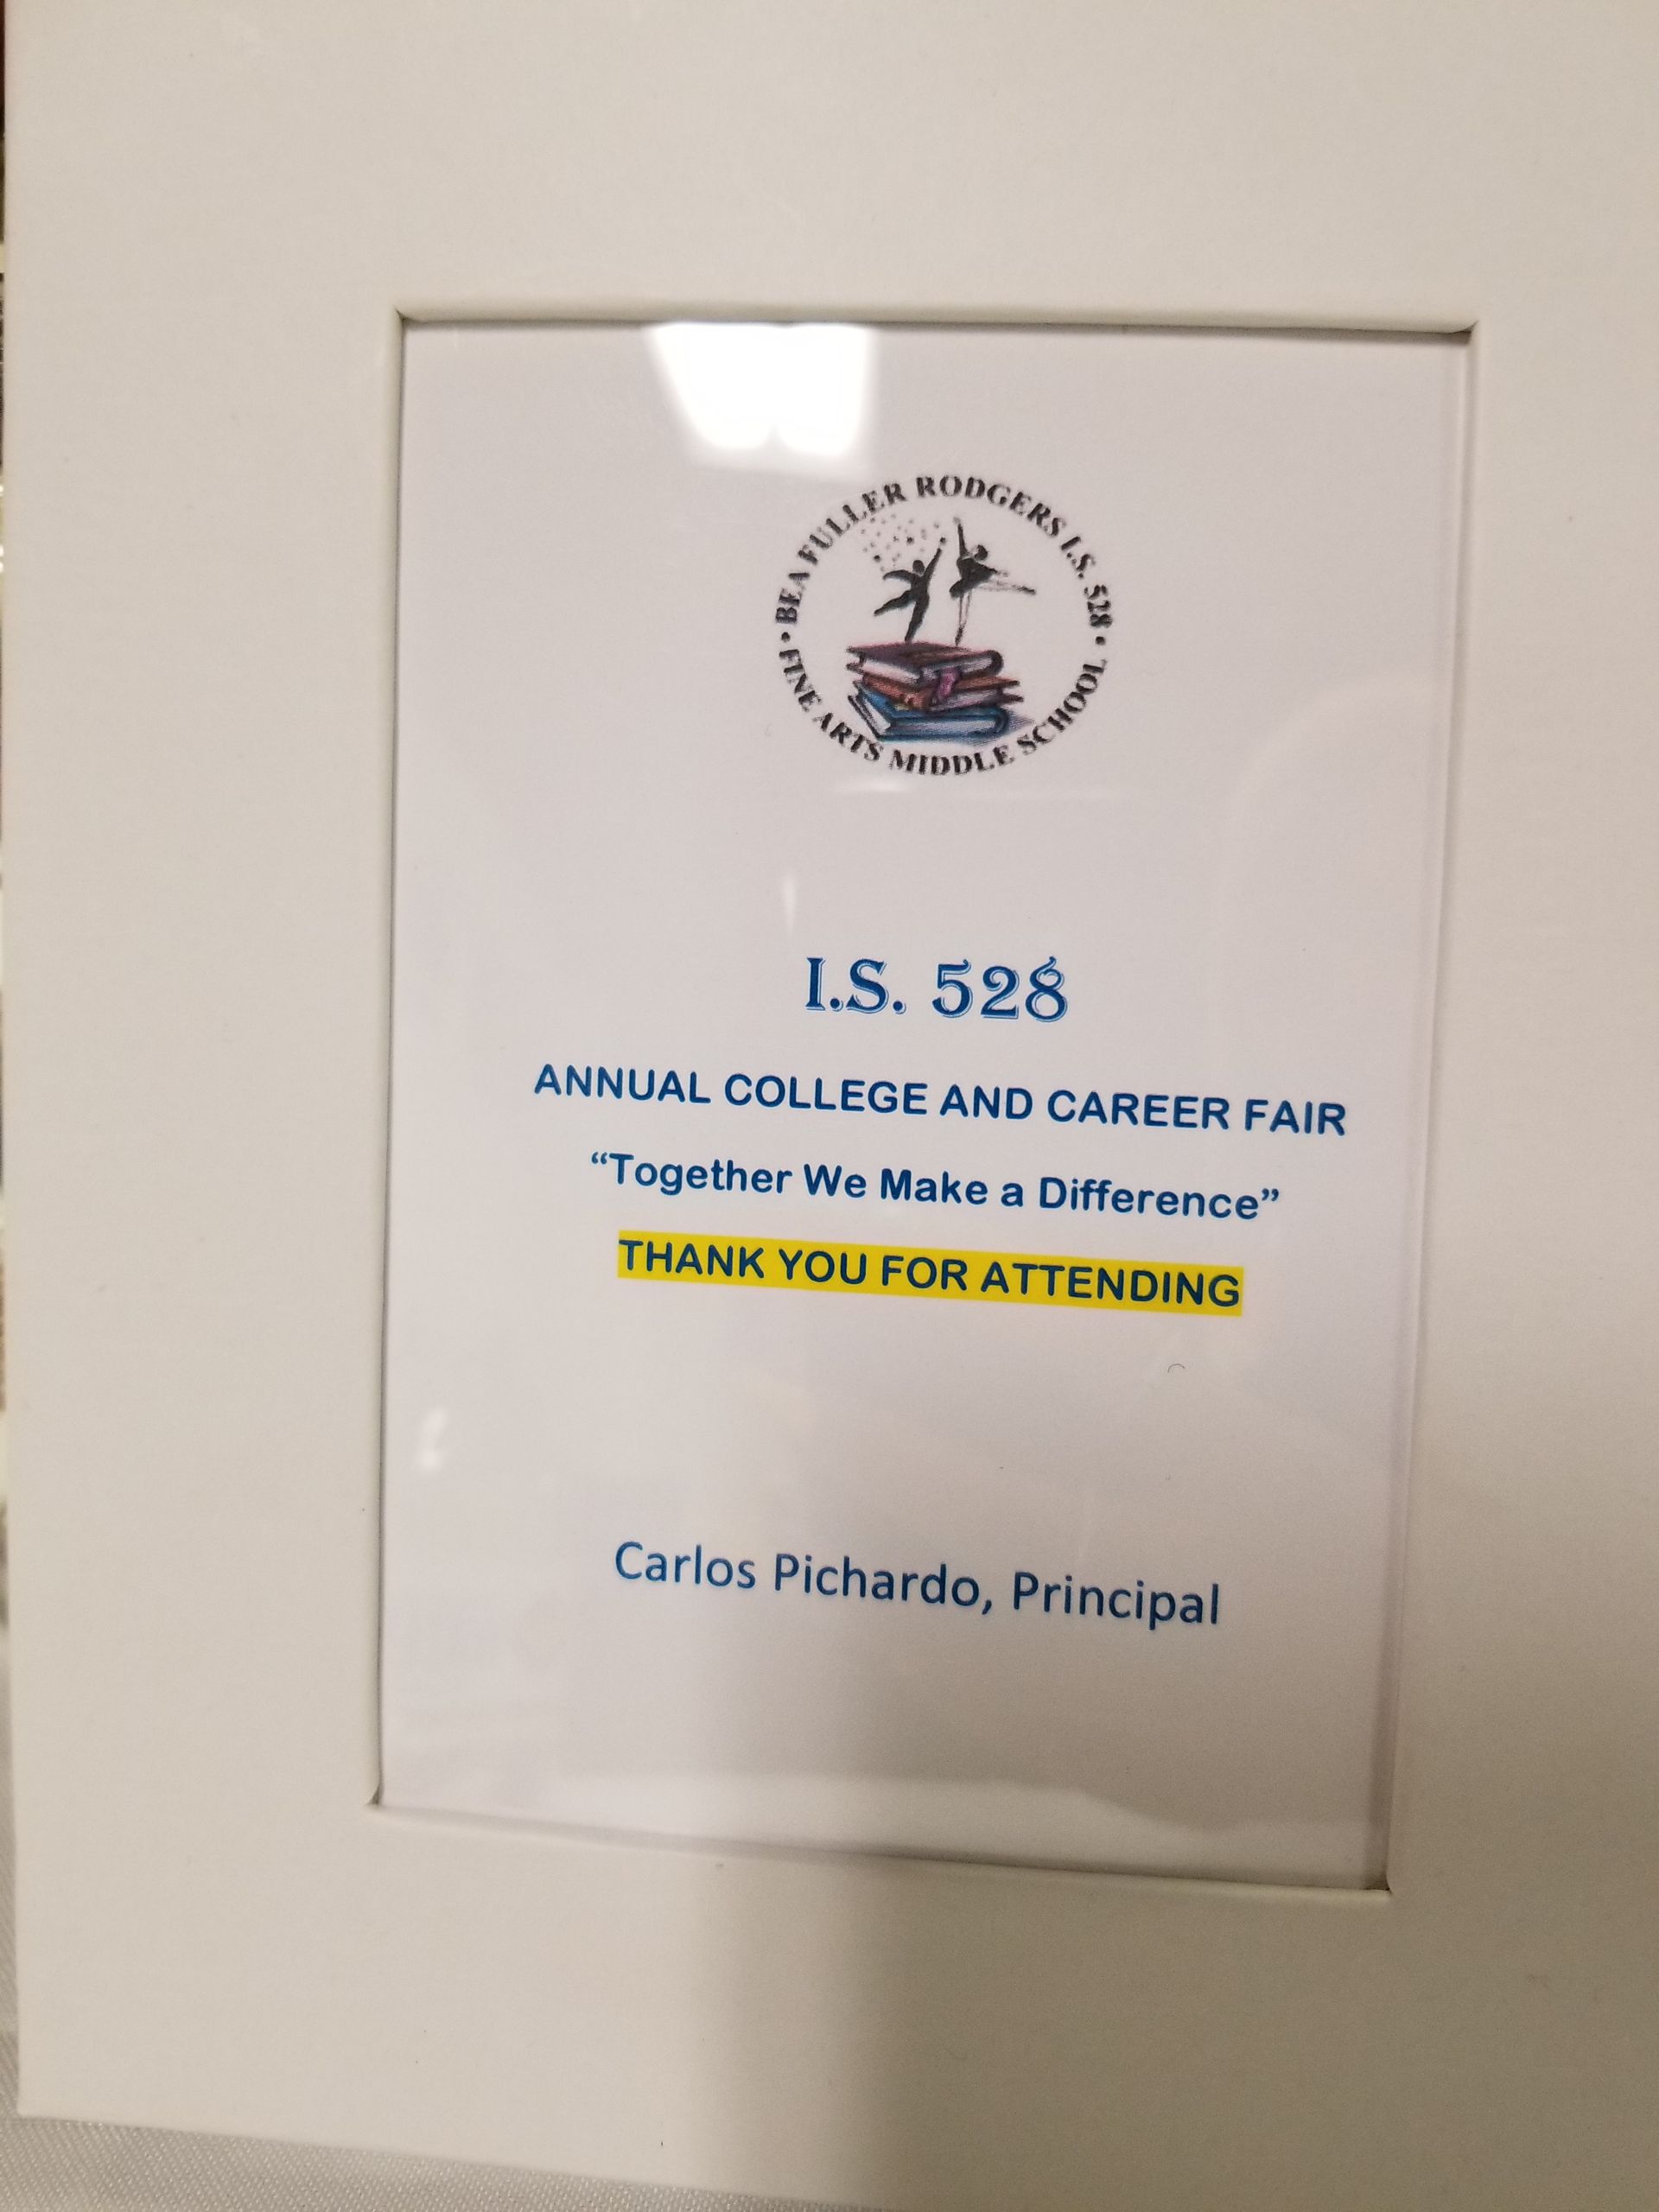 • BEA FULLER RODGERS I.S. 528 •
FINE ARTS MIDDLE SCHOOL
I.S. 528
ANNUAL COLLEGE AND CAREER FAIR
“Together We Make a Difference”
THANK YOU FOR ATTENDING
Carlos Pichardo, Principal